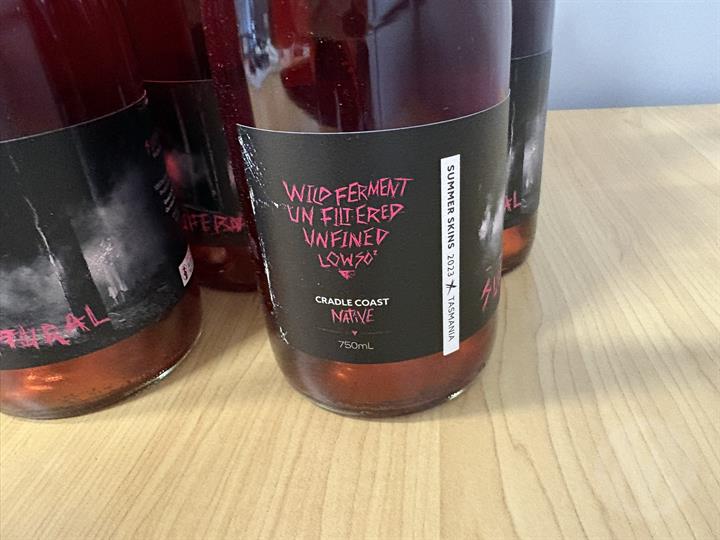 WILD FERMENT
UN FILTERED
UNFINED
LOWSO²
CRADLE COAST
NATIVE
750mL
SUMMER SKINS 2023 X TASMANIA